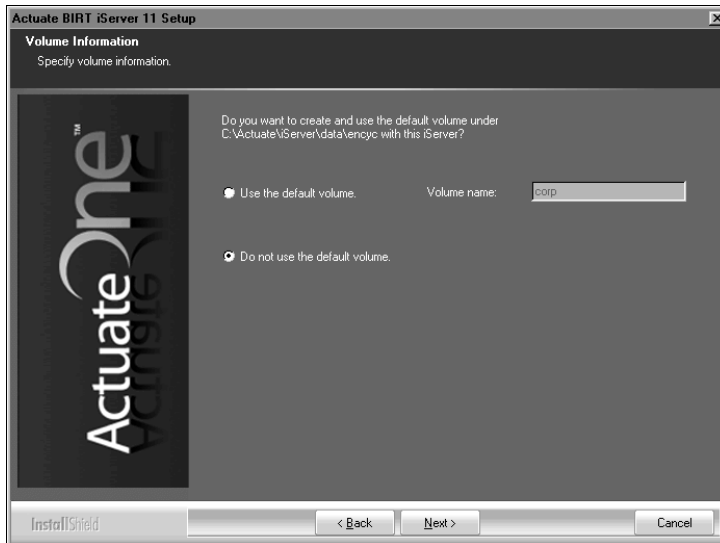 Actuate BIRT iServer 11 Setup
Volume Information
Specify volume information.
Do you want to create and use the default volume under
C:\Actuate\iServer\data\encyc with this iServer?
Use the default volume.
Volume name:
corp
Do not use the default volume.
ActuateOne™
InstallShield
< Back
Next >
Cancel